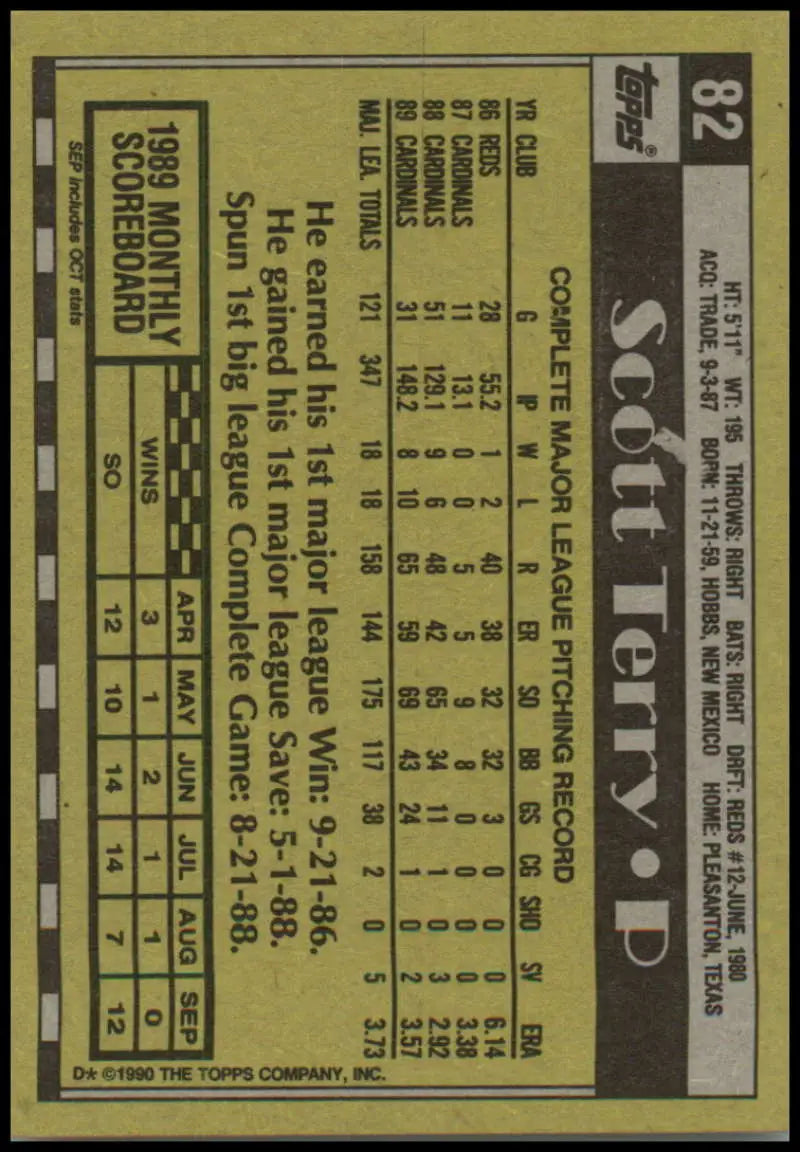 82
HT: 5'11" WT: 195 THROWS: RIGHT BATS: RIGHT DRFT: REDS #12-JUNE, 1980
ACQ: TRADE, 9-3-87 BORN: 11-21-59, HOBBS, NEW MEXICO HOME: PLEASANTON, TEXAS
TOPPS®
Scott Terry • P
COMPLETE MAJOR LEAGUE PITCHING RECORD
YR CLUB G IP W L R ER SO BB GS CG SHO SV ERA
86 REDS 28 55.2 1 2 40 38 32 32 3 0 0 0 6.14
87 CARDINALS 11 13.1 0 0 5 5 9 8 0 0 0 0 3.38
88 CARDINALS 51 129.1 9 6 48 42 65 34 11 1 0 3 2.92
89 CARDINALS 31 148.2 8 10 65 59 69 43 24 1 0 2 3.57
MAJ. LEA. TOTALS 121 347 18 18 158 144 175 117 38 2 0 5 3.73
He earned his 1st major league Win: 9-21-86.
He gained his 1st major league Save: 5-1-88.
Spun 1st big league Complete Game: 8-21-88.
1989 MONTHLY
SCOREBOARD
APR MAY JUN JUL AUG SEP
WINS 3 1 2 1 1 0
SO 12 10 14 14 7 12
SEP includes OCT stats
D* ©1990 THE TOPPS COMPANY, INC.